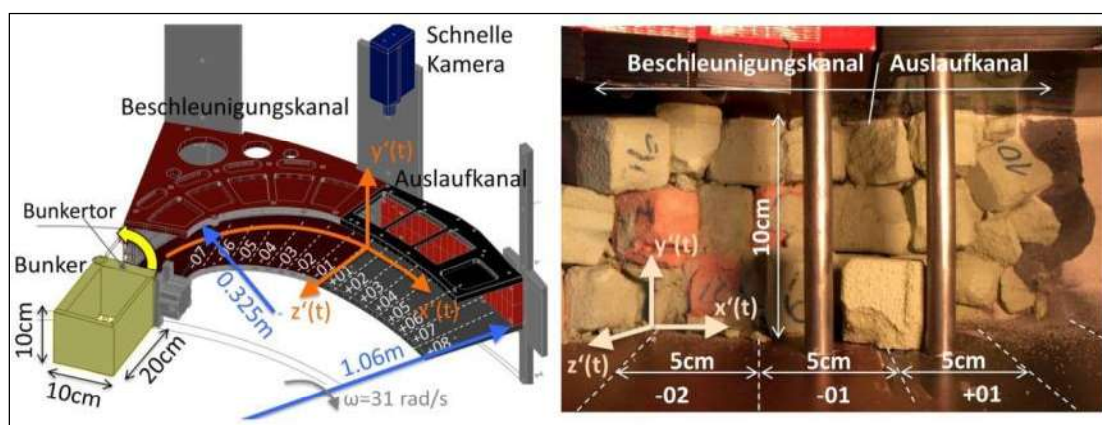 Schnelle
Kamera
Beschleunigungskanal
y'(t)
Auslaufkanal
Bunkertor
Bunker
-07
-06
-05
-04
-03
-02
-01
+01
+02
+03
+04
+05
+06
+07
+08
z'(t)
x'(t)
0.325m
1.06m
10cm
10cm
20cm
ω=31 rad/s
Beschleunigungskanal
Auslaufkanal
10cm
y'(t)
x'(t)
z'(t)
5cm
5cm
5cm
-02
-01
+01